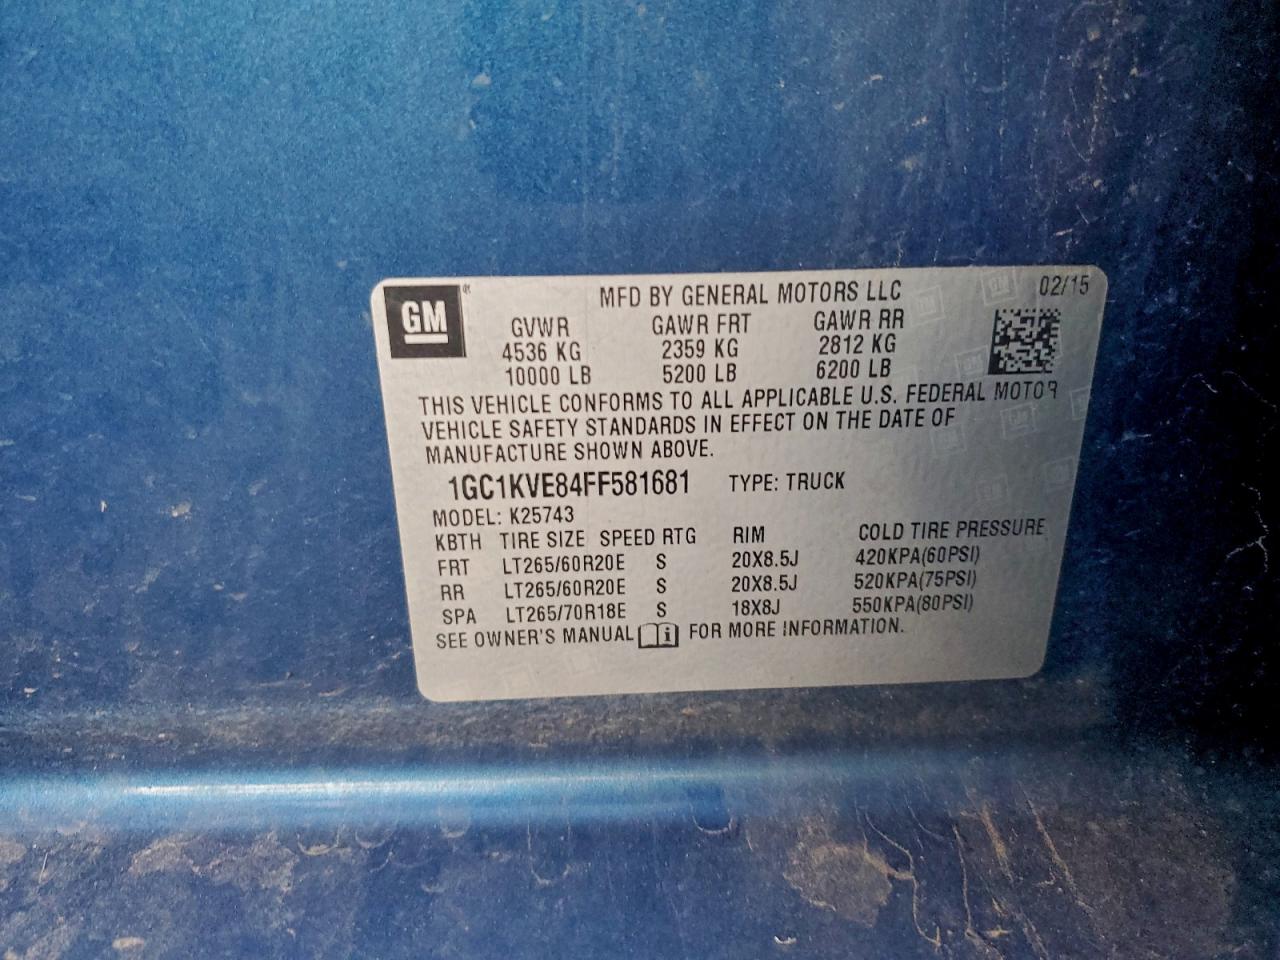 GM ® MFD BY GENERAL MOTORS LLC 02/15
GVWR GAWR FRT GAWR RR
4536 KG 2359 KG 2812 KG
10000 LB 5200 LB 6200 LB
THIS VEHICLE CONFORMS TO ALL APPLICABLE U.S. FEDERAL MOTOR
VEHICLE SAFETY STANDARDS IN EFFECT ON THE DATE OF
MANUFACTURE SHOWN ABOVE.
1GC1KVE84FF581681 TYPE: TRUCK
MODEL: K25743
KBTH TIRE SIZE SPEED RTG RIM COLD TIRE PRESSURE
FRT LT265/60R20E S 20X8.5J 420KPA(60PSI)
RR LT265/60R20E S 20X8.5J 520KPA(75PSI)
SPA LT265/70R18E S 18X8J 550KPA(80PSI)
SEE OWNER'S MANUAL i FOR MORE INFORMATION.